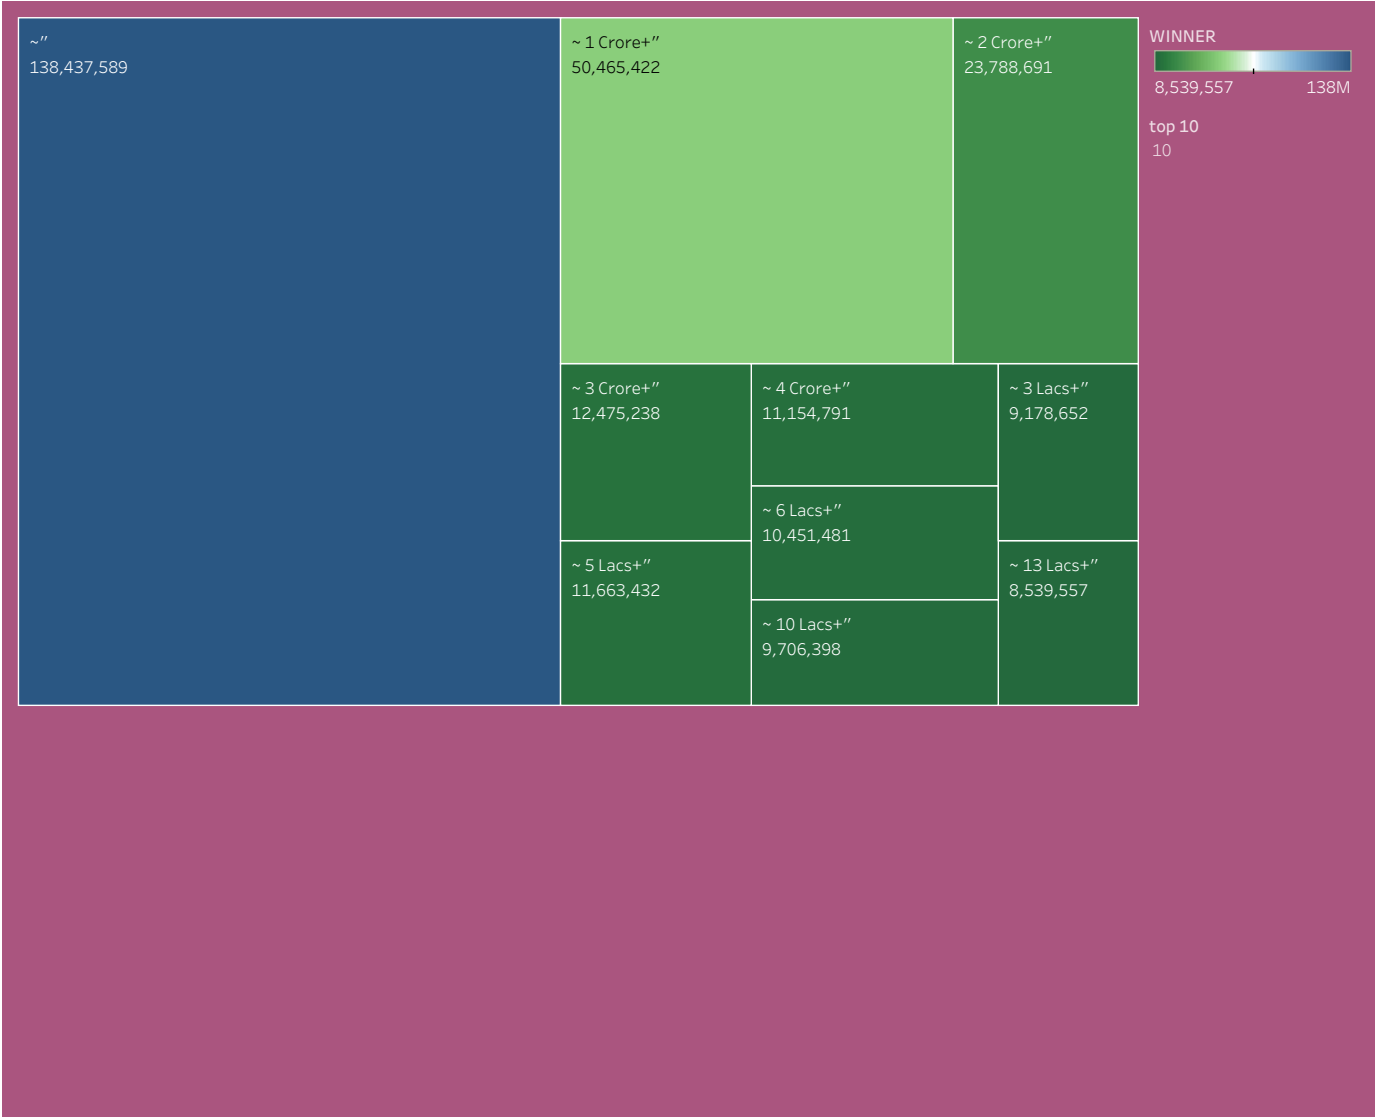 ~″
138,437,589
~ 1 Crore+″
50,465,422
~ 2 Crore+″
23,788,691
~ 3 Crore+″
12,475,238
~ 4 Crore+″
11,154,791
~ 3 Lacs+″
9,178,652
~ 6 Lacs+″
10,451,481
~ 5 Lacs+″
11,663,432
~ 13 Lacs+″
8,539,557
~ 10 Lacs+″
9,706,398
WINNER
8,539,557 138M
top 10
10